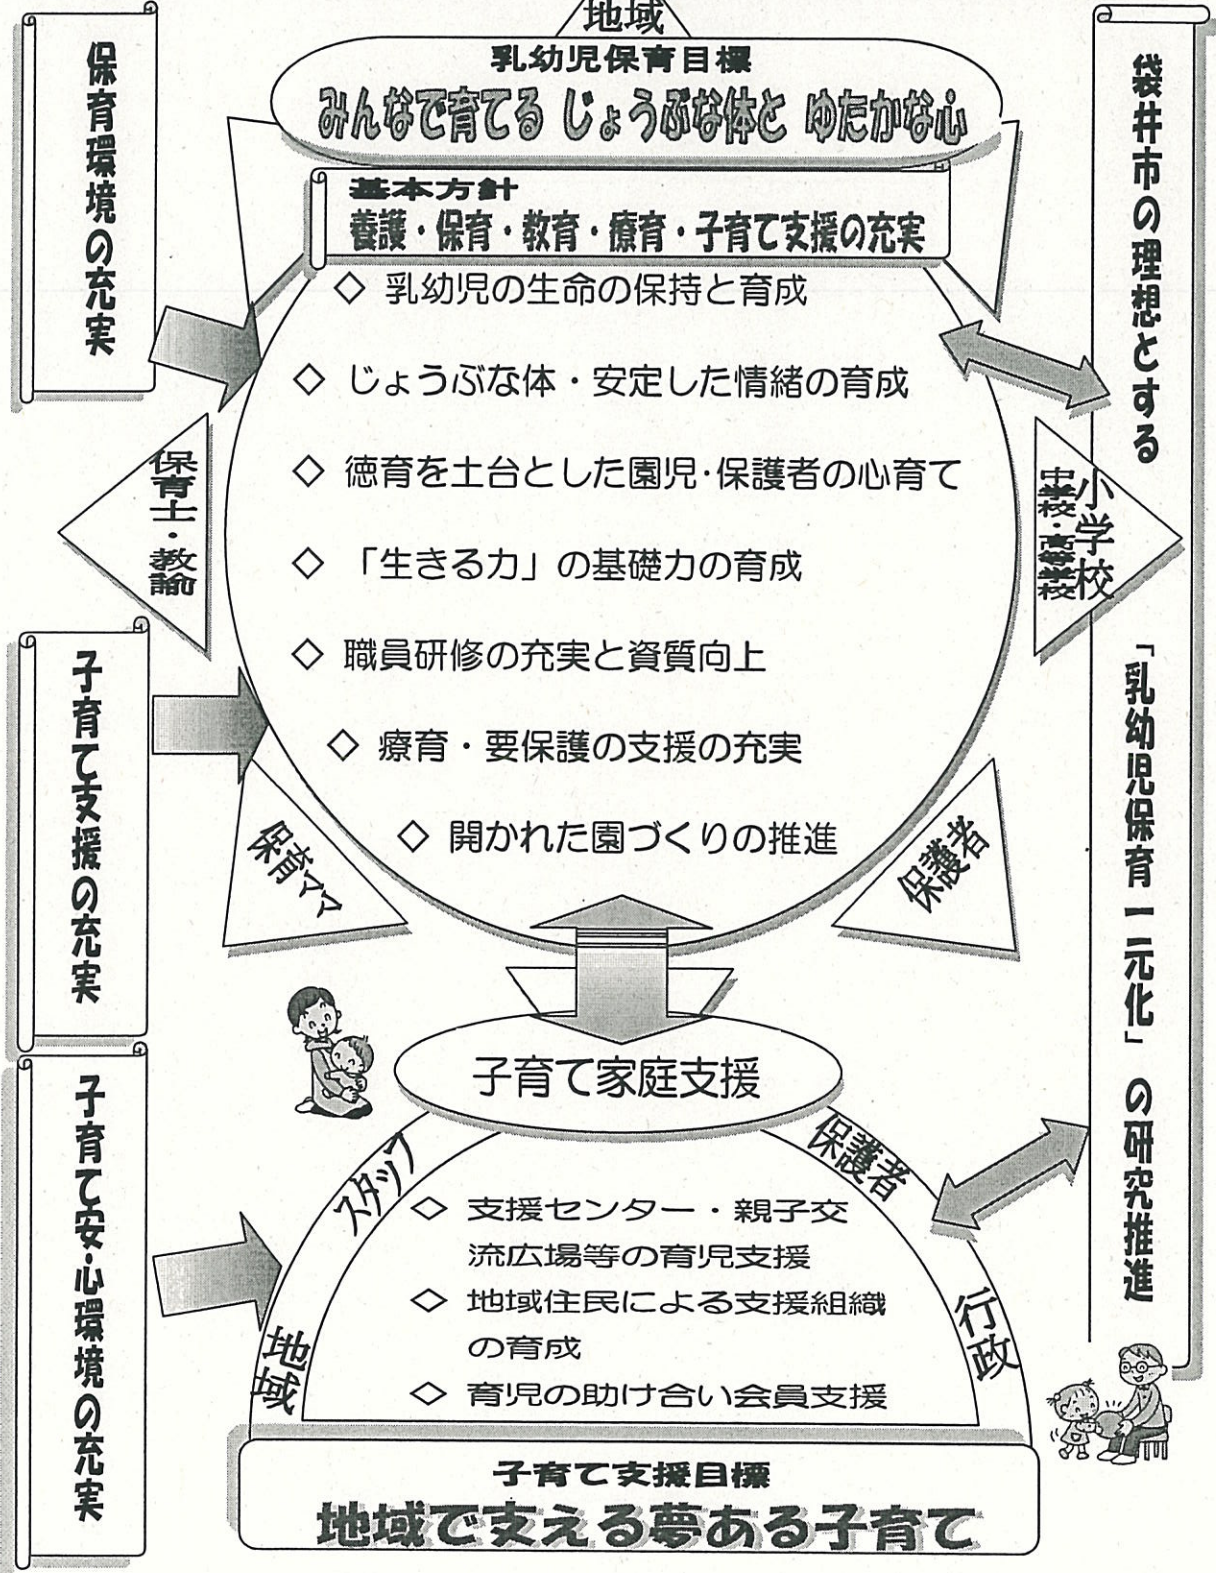 地域
乳幼児保育目標
みんなで育てる じょうぶな体と ゆたかな心
基本方針
養護・保育・教育・療育・子育て支援の充実
◇ 乳幼児の生命の保持と育成
◇ じょうぶな体・安定した情緒の育成
◇ 徳育を土台とした園児・保護者の心育て
◇ 「生きる力」の基礎力の育成
◇ 職員研修の充実と資質向上
◇ 療育・要保護の支援の充実
◇ 開かれた園づくりの推進
保育環境の充実
保育士・教諭
子育て支援の充実
保育ママ
子育て安心環境の充実
小学校
中学校・高等学校
保護者
袋井市の理想とする 「乳幼児保育一元化」の研究推進
子育て家庭支援
スタッフ
保護者
地域
行政
◇ 支援センター・親子交
流広場等の育児支援
◇ 地域住民による支援組織
の育成
◇ 育児の助け合い会員支援
子育て支援目標
地域で支える夢ある子育て